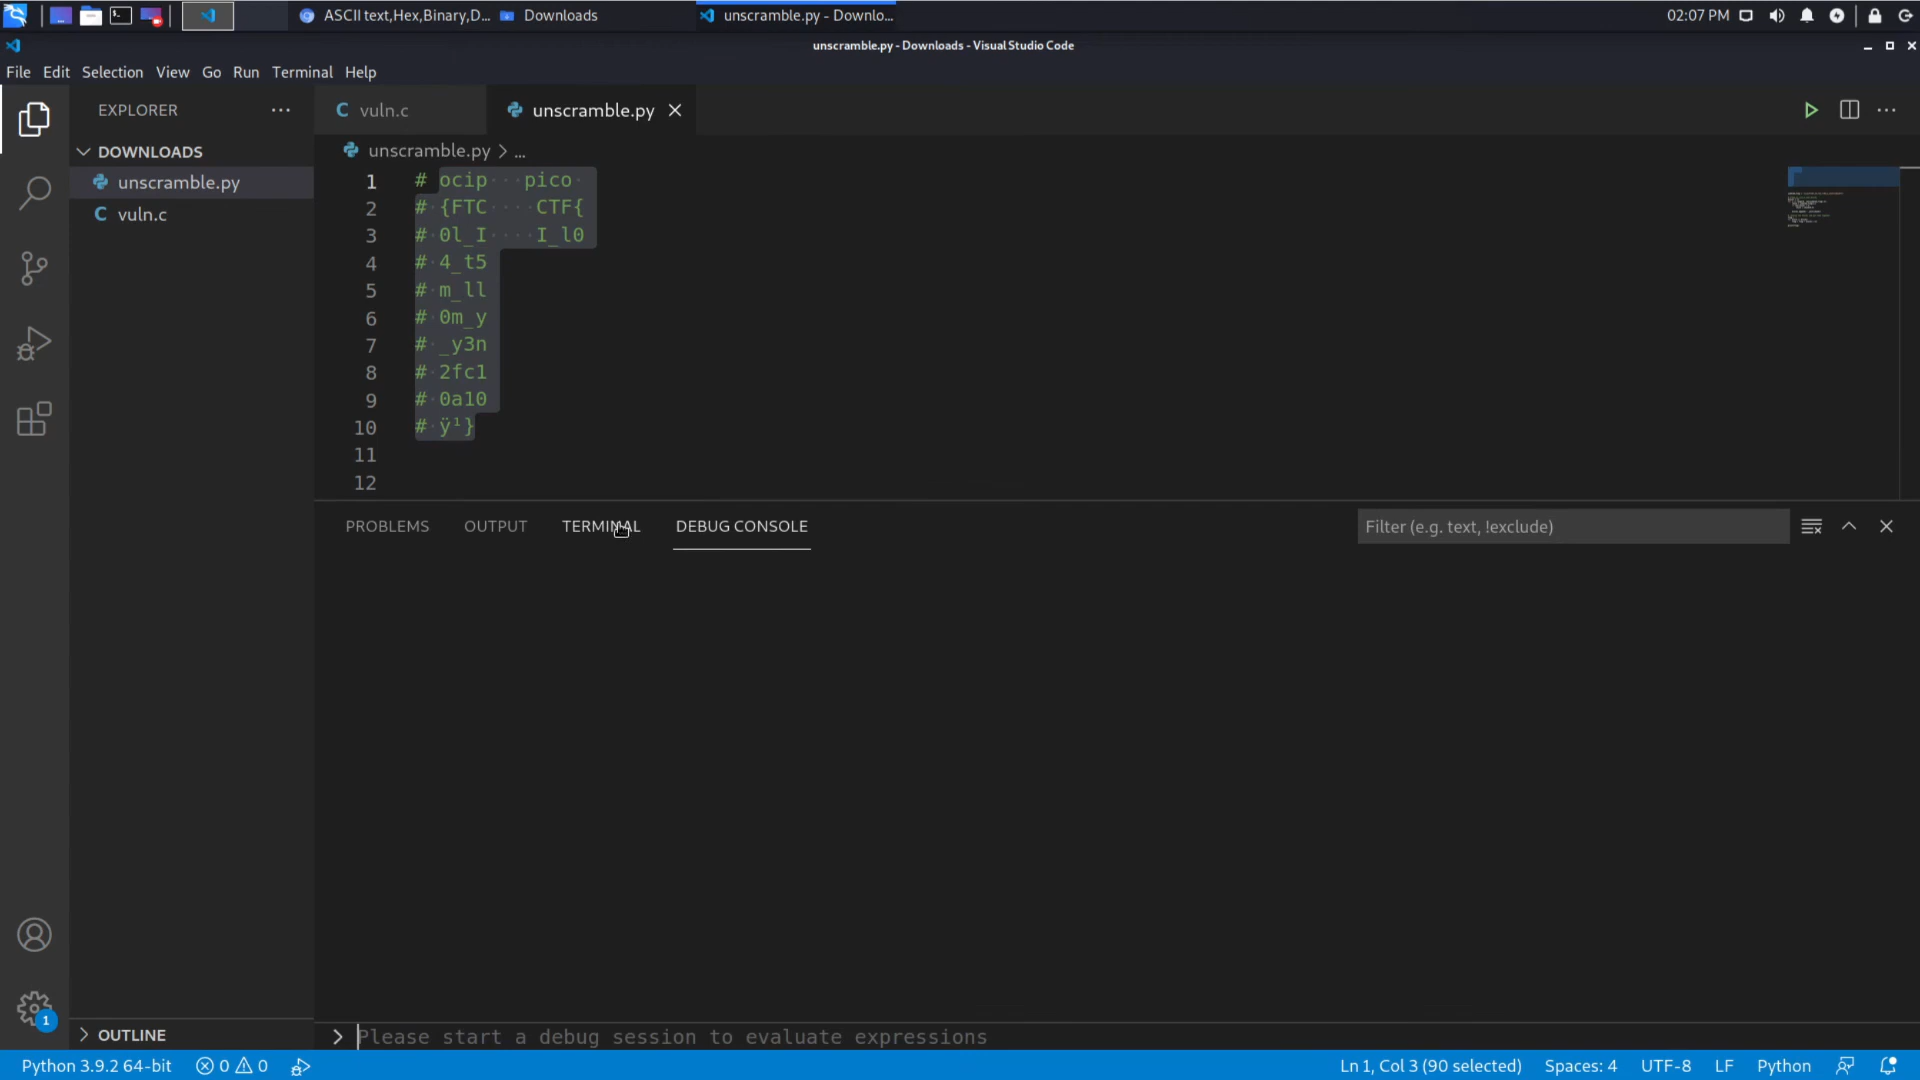 ASCII text,Hex,Binary,D...
Downloads
unscramble.py - Downlo...
02:07 PM
unscramble.py - Downloads - Visual Studio Code
File Edit Selection View Go Run Terminal Help
EXPLORER
DOWNLOADS
unscramble.py
C vuln.c
C vuln.c
unscramble.py
unscramble.py > ...
1 # ocip···pico·
2 #·{FTC····CTF{
3 #·0l_I····I_l0
4 #·4_t5
5 #·m_ll
6 #·0m_y
7 #·_y3n
8 #·2fc1
9 #·0a10
10 #·ÿ¹}
11
12
PROBLEMS OUTPUT TERMINAL DEBUG CONSOLE
Filter (e.g. text, !exclude)
> Please start a debug session to evaluate expressions
1
OUTLINE
Python 3.9.2 64-bit 0 0
Ln 1, Col 3 (90 selected) Spaces: 4 UTF-8 LF Python